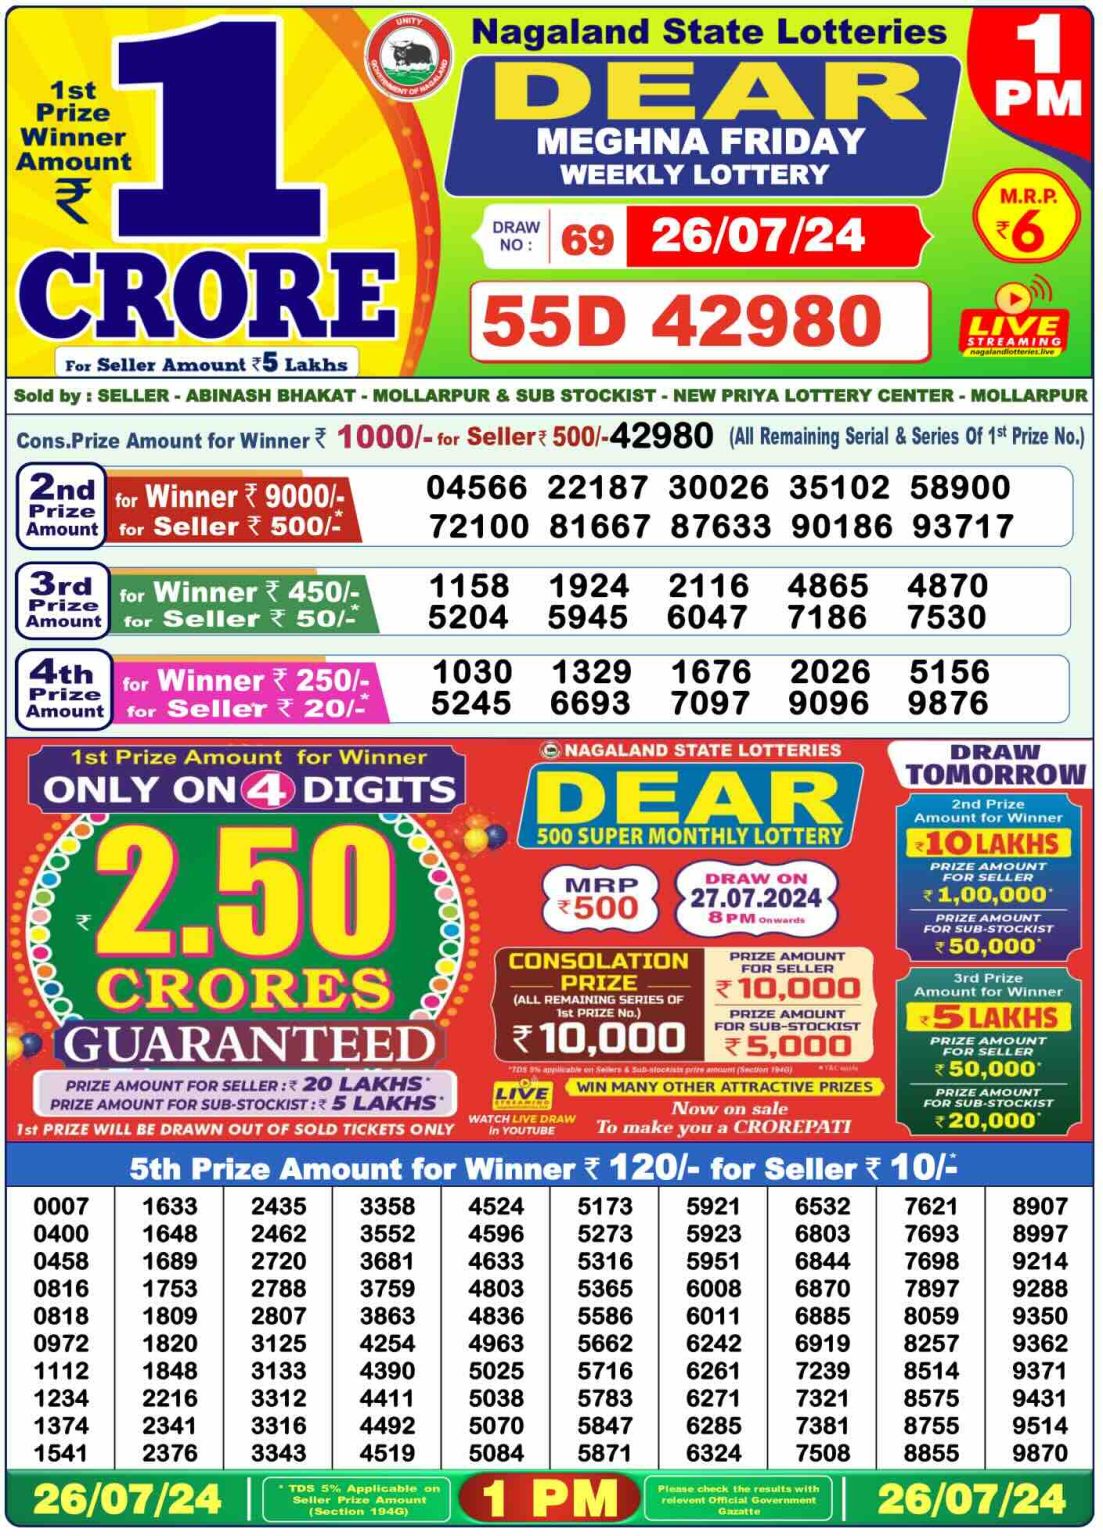 1st
Prize
Winner
Amount
₹
1
CRORE
For Seller Amount ₹5 Lakhs
UNITY
GOVERNMENT OF NAGALAND
Nagaland State Lotteries
DEAR
MEGHNA FRIDAY
WEEKLY LOTTERY
1
PM
DRAW
NO :
69
26/07/24
M.R.P.
₹6
55D 42980
LIVE
STREAMING
nagalandlotteries.live
Sold by : SELLER - ABINASH BHAKAT - MOLLARPUR & SUB STOCKIST - NEW PRIYA LOTTERY CENTER - MOLLARPUR
Cons.Prize Amount for Winner ₹ 1000/- for Seller ₹ 500/- 42980 (All Remaining Serial & Series Of 1st Prize No.)
2nd
Prize
Amount
for Winner ₹ 9000/-
for Seller ₹ 500/-*
04566 22187 30026 35102 58900
72100 81667 87633 90186 93717
3rd
Prize
Amount
for Winner ₹ 450/-
for Seller ₹ 50/-*
1158 1924 2116 4865 4870
5204 5945 6047 7186 7530
4th
Prize
Amount
for Winner ₹ 250/-
for Seller ₹ 20/-*
1030 1329 1676 2026 5156
5245 6693 7097 9096 9876
1st Prize Amount for Winner
ONLY ON 4 DIGITS
₹ 2.50
CRORES
GUARANTEED
PRIZE AMOUNT FOR SELLER : ₹ 20 LAKHS*
PRIZE AMOUNT FOR SUB-STOCKIST : ₹ 5 LAKHS*
1st PRIZE WILL BE DRAWN OUT OF SOLD TICKETS ONLY
NAGALAND STATE LOTTERIES
DEAR
500 SUPER MONTHLY LOTTERY
MRP
₹500
DRAW ON
27.07.2024
8 PM Onwards
CONSOLATION
PRIZE
(ALL REMAINING SERIES OF
1st PRIZE No.)
₹ 10,000
PRIZE AMOUNT
FOR SELLER
₹ 10,000
PRIZE AMOUNT
FOR SUB-STOCKIST
₹ 5,000
*TDS 5% applicable on Sellers & Sub-stockists prize amount (Section 194G)
*T&C apply
LIVE
STREAMING
WATCH LIVE DRAW
in YOUTUBE
WIN MANY OTHER ATTRACTIVE PRIZES
Now on sale
To make you a CROREPATI
DRAW
TOMORROW
2nd Prize
Amount for Winner
₹10 LAKHS
PRIZE AMOUNT
FOR SELLER
₹ 1,00,000*
PRIZE AMOUNT
FOR SUB-STOCKIST
₹ 50,000*
3rd Prize
Amount for Winner
₹5 LAKHS
PRIZE AMOUNT
FOR SELLER
₹ 50,000*
PRIZE AMOUNT
FOR SUB-STOCKIST
₹ 20,000*
5th Prize Amount for Winner ₹ 120/- for Seller ₹ 10/-*
0007 1633 2435 3358 4524 5173 5921 6532 7621 8907
0400 1648 2462 3552 4596 5273 5923 6803 7693 8997
0458 1689 2720 3681 4633 5316 5951 6844 7698 9214
0816 1753 2788 3759 4803 5365 6008 6870 7897 9288
0818 1809 2807 3863 4836 5586 6011 6885 8059 9350
0972 1820 3125 4254 4963 5662 6242 6919 8257 9362
1112 1848 3133 4390 5025 5716 6261 7239 8514 9371
1234 2216 3312 4411 5038 5783 6271 7321 8575 9431
1374 2341 3316 4492 5070 5847 6285 7381 8755 9514
1541 2376 3343 4519 5084 5871 6324 7508 8855 9870
26/07/24
* TDS 5% Applicable on
Seller Prize Amount
(Section 194G)
1 PM
Please check the results with
relevent Official Government
Gazatte
26/07/24